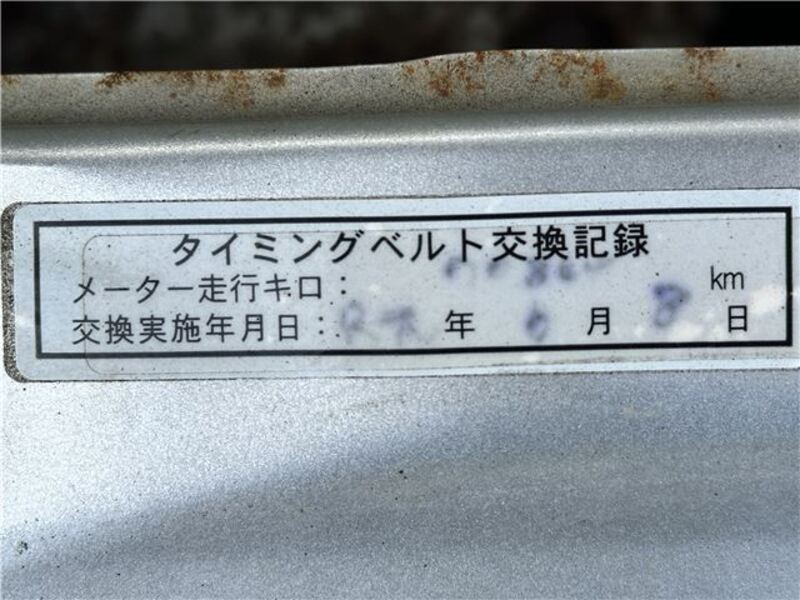 タイミングベルト交換記録
メーター走行キロ： km
交換実施年月日： 年 月 8 日